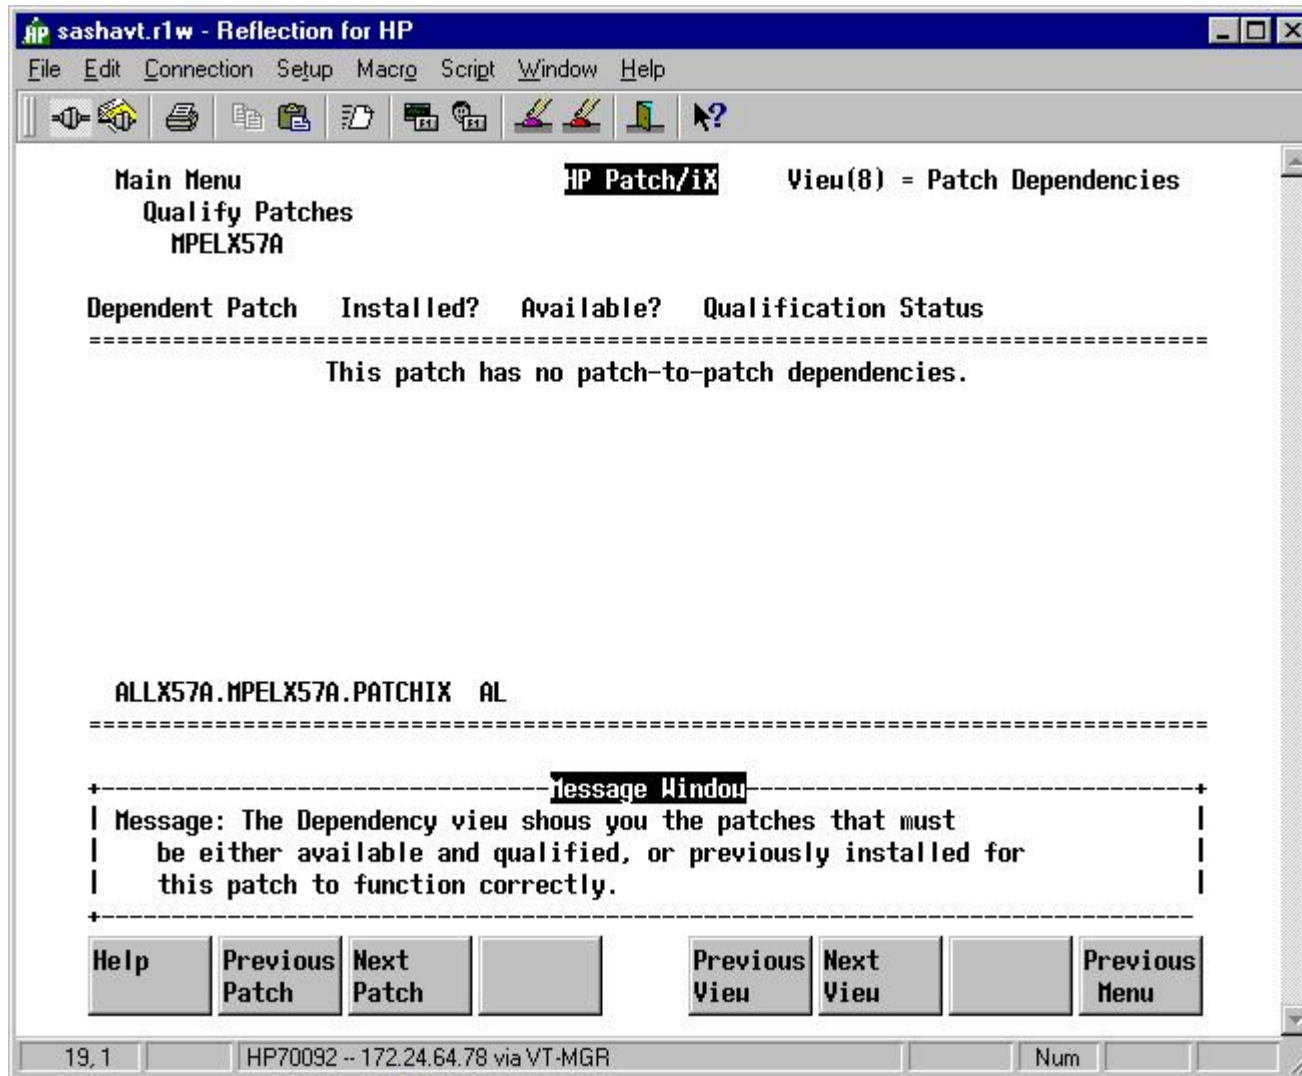 sashavt.r1w - Reflection for HP
File Edit Connection Setup Macro Script Window Help
Main Menu HP Patch/iX View(8) = Patch Dependencies
Qualify Patches
MPELX57A
Dependent Patch Installed? Available? Qualification Status
================================================================================
This patch has no patch-to-patch dependencies.
ALLX57A.MPELX57A.PATCHIX AL
================================================================================
Message Window
Message: The Dependency view shows you the patches that must
be either available and qualified, or previously installed for
this patch to function correctly.
Help Previous Patch Next Patch Previous View Next View Previous Menu
19, 1 HP70092 -- 172.24.64.78 via VT-MGR Num